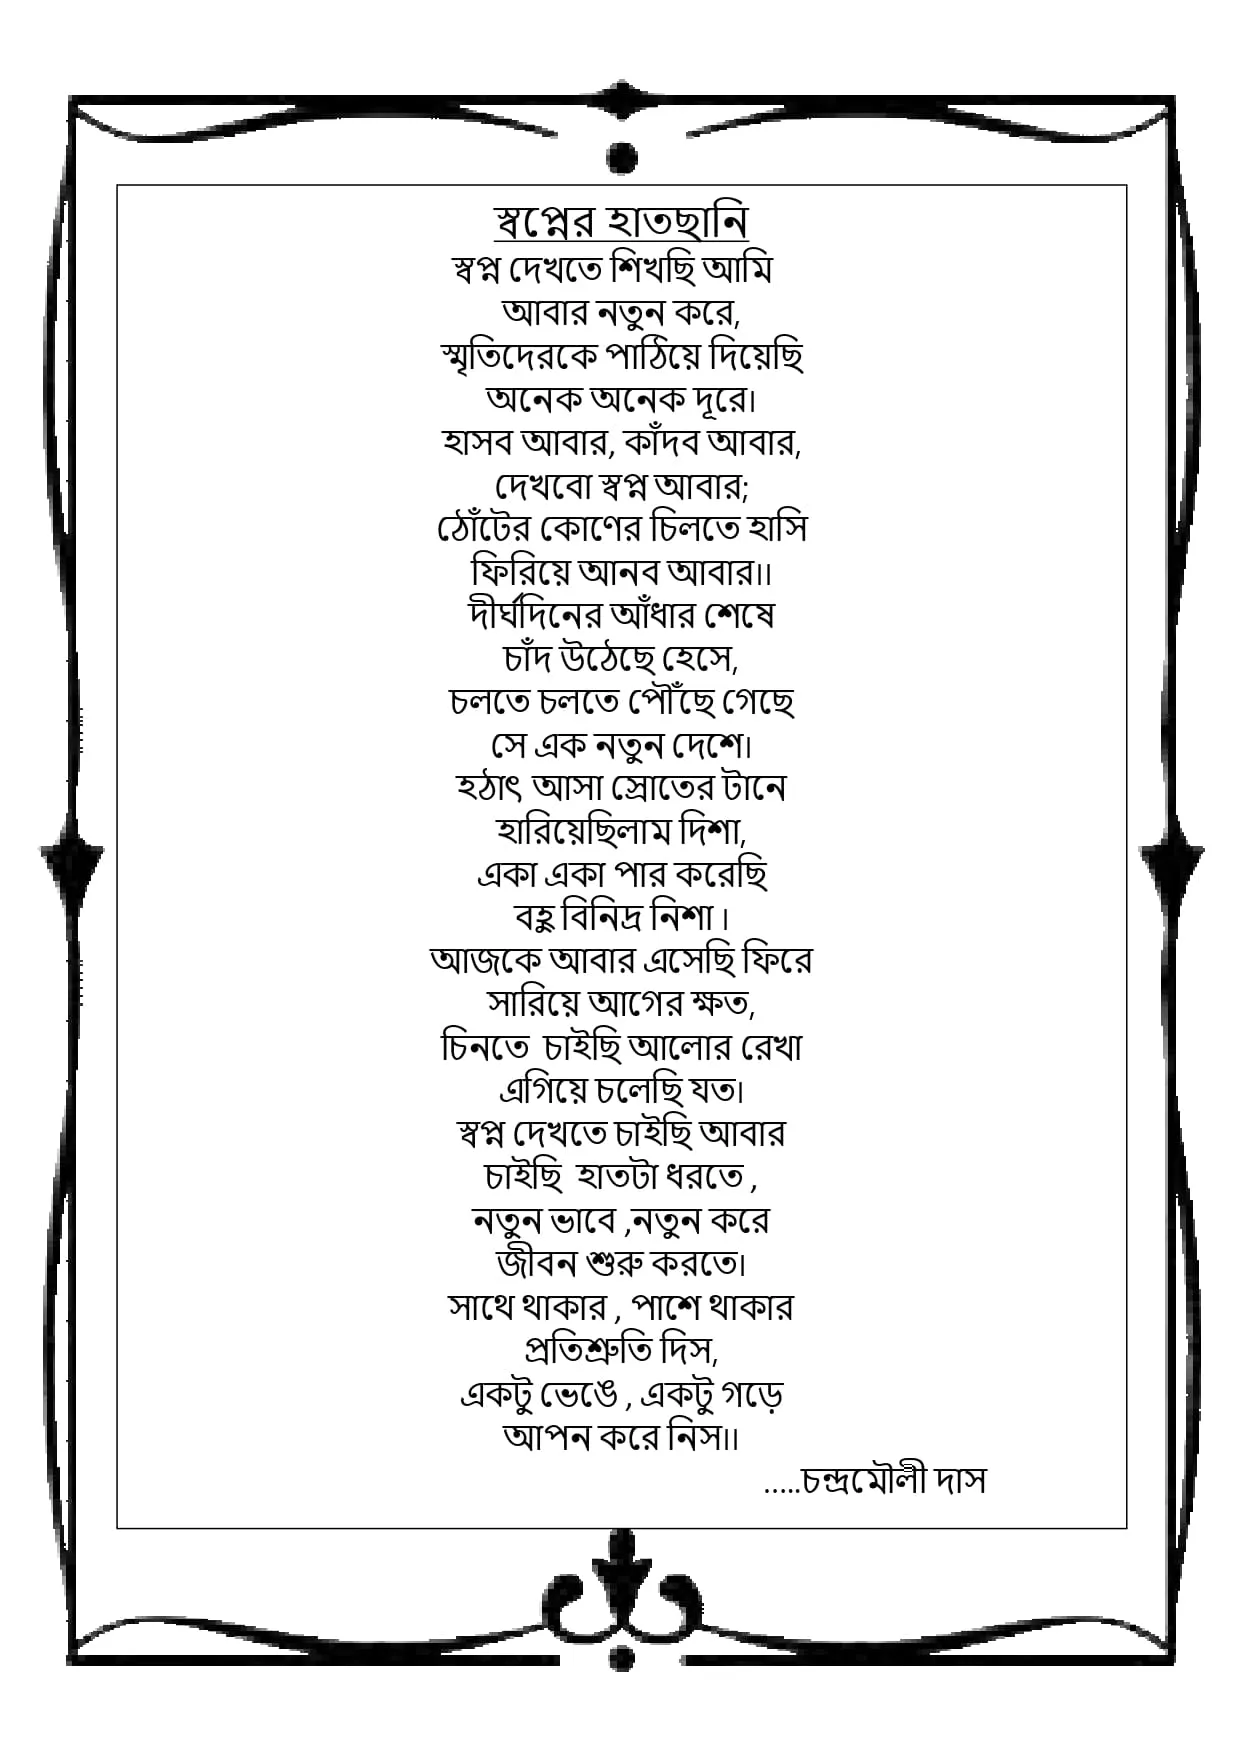 স্বপ্নের হাতছানি
স্বপ্ন দেখতে শিখছি আমি
আবার নতুন করে,
স্মৃতিদেরকে পাঠিয়ে দিয়েছি
অনেক অনেক দূরে।
হাসব আবার, কাঁদব আবার,
দেখবো স্বপ্ন আবার;
ঠোঁটের কোণের চিলতে হাসি
ফিরিয়ে আনব আবার।।
দীর্ঘদিনের আঁধার শেষে
চাঁদ উঠেছে হেসে,
চলতে চলতে পৌঁছে গেছে
সে এক নতুন দেশে।
হঠাৎ আসা স্রোতের টানে
হারিয়েছিলাম দিশা,
একা একা পার করেছি
বহু বিনিদ্র নিশা ।
আজকে আবার এসেছি ফিরে
সারিয়ে আগের ক্ষত,
চিনতে  চাইছি আলোর রেখা
এগিয়ে চলেছি যত।
স্বপ্ন দেখতে চাইছি আবার
চাইছি  হাতটা ধরতে ,
নতুন ভাবে ,নতুন করে
জীবন শুরু করতে।
সাথে থাকার , পাশে থাকার
প্রতিশ্রুতি দিস,
একটু ভেঙে , একটু গড়ে
আপন করে নিস।।
.....চন্দ্রমৌলী দাস